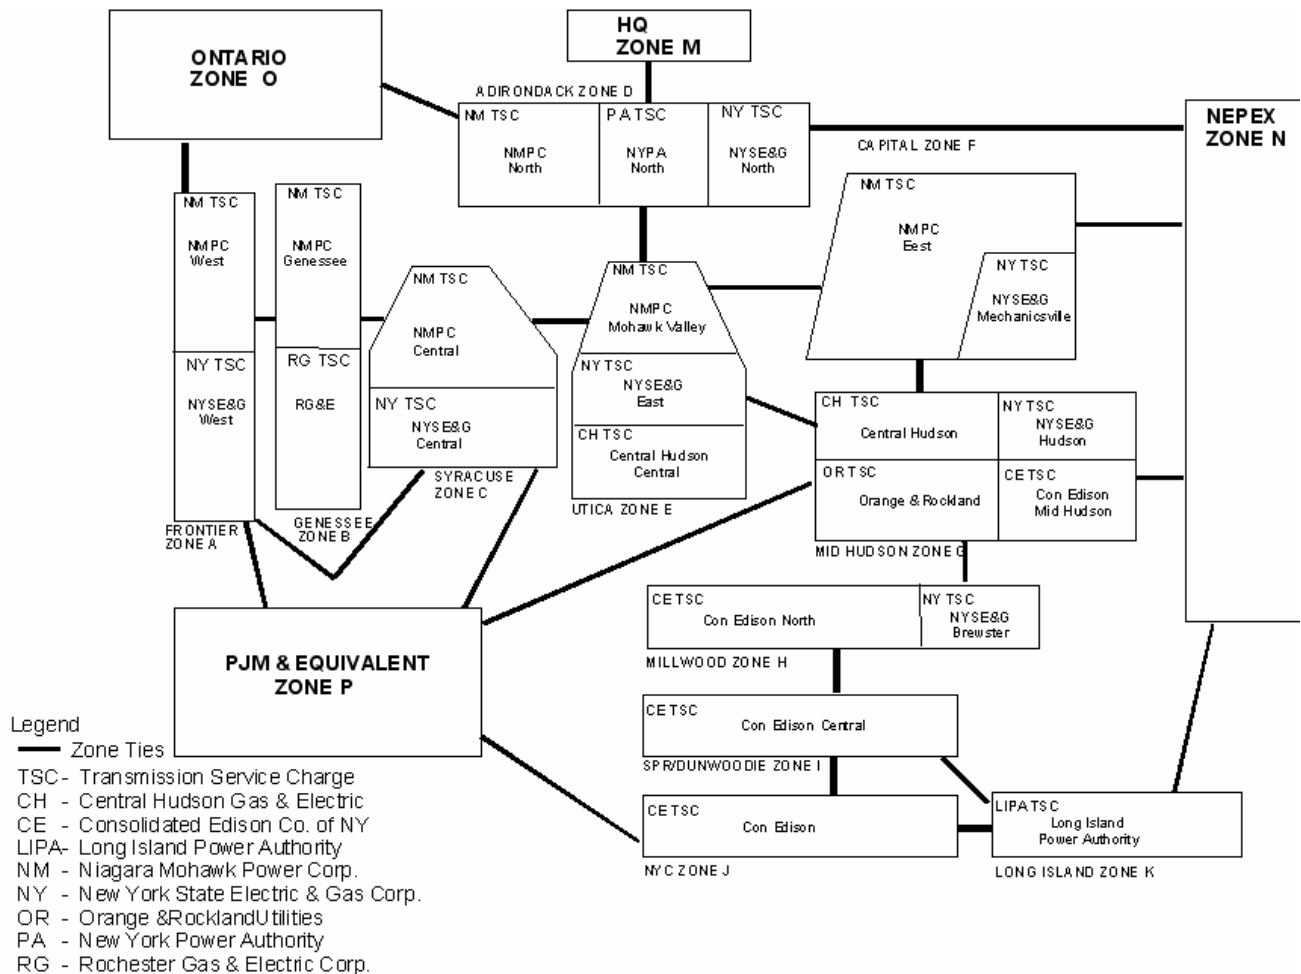 HQ
ZONE M
ONTARIO
ZONE O
ADIRONDACK ZONE D
NM TSC
NMPC
North
PA TSC
NYPA
North
NY TSC
NYSE&G
North
NEPEX
ZONE N
CAPITAL ZONE F
NM TSC
NMPC
East
NY TSC
NYSE&G
Mechanicsville
NM TSC
NMPC
West
NY TSC
NYSE&G
West
FRONTIER
ZONE A
NM TSC
NMPC
Genessee
RG TSC
RG&E
GENESSEE
ZONE B
NM TSC
NMPC
Central
NY TSC
NYSE&G
Central
SYRACUSE
ZONE C
NM TSC
NMPC
Mohawk Valley
NY TSC
NYSE&G
East
CH TSC
Central Hudson
Central
UTICA ZONE E
CH TSC
Central Hudson
NY TSC
NYSE&G
Hudson
OR TSC
Orange & Rockland
CE TSC
Con Edison
Mid Hudson
MID HUDSON ZONE G
CE TSC
Con Edison North
NY TSC
NYSE&G
Brewster
MILLWOOD ZONE H
PJM & EQUIVALENT
ZONE P
CE TSC
Con Edison Central
SPR/DUNWOODIE ZONE I
CE TSC
Con Edison
NYC ZONE J
LIPA TSC
Long Island
Power Authority
LONG ISLAND ZONE K
Legend
Zone Ties
TSC - Transmission Service Charge
CH - Central Hudson Gas & Electric
CE - Consolidated Edison Co. of NY
LIPA- Long Island Power Authority
NM - Niagara Mohawk Power Corp.
NY - New York State Electric & Gas Corp.
OR - Orange &RocklandUtilities
PA - New York Power Authority
RG - Rochester Gas & Electric Corp.